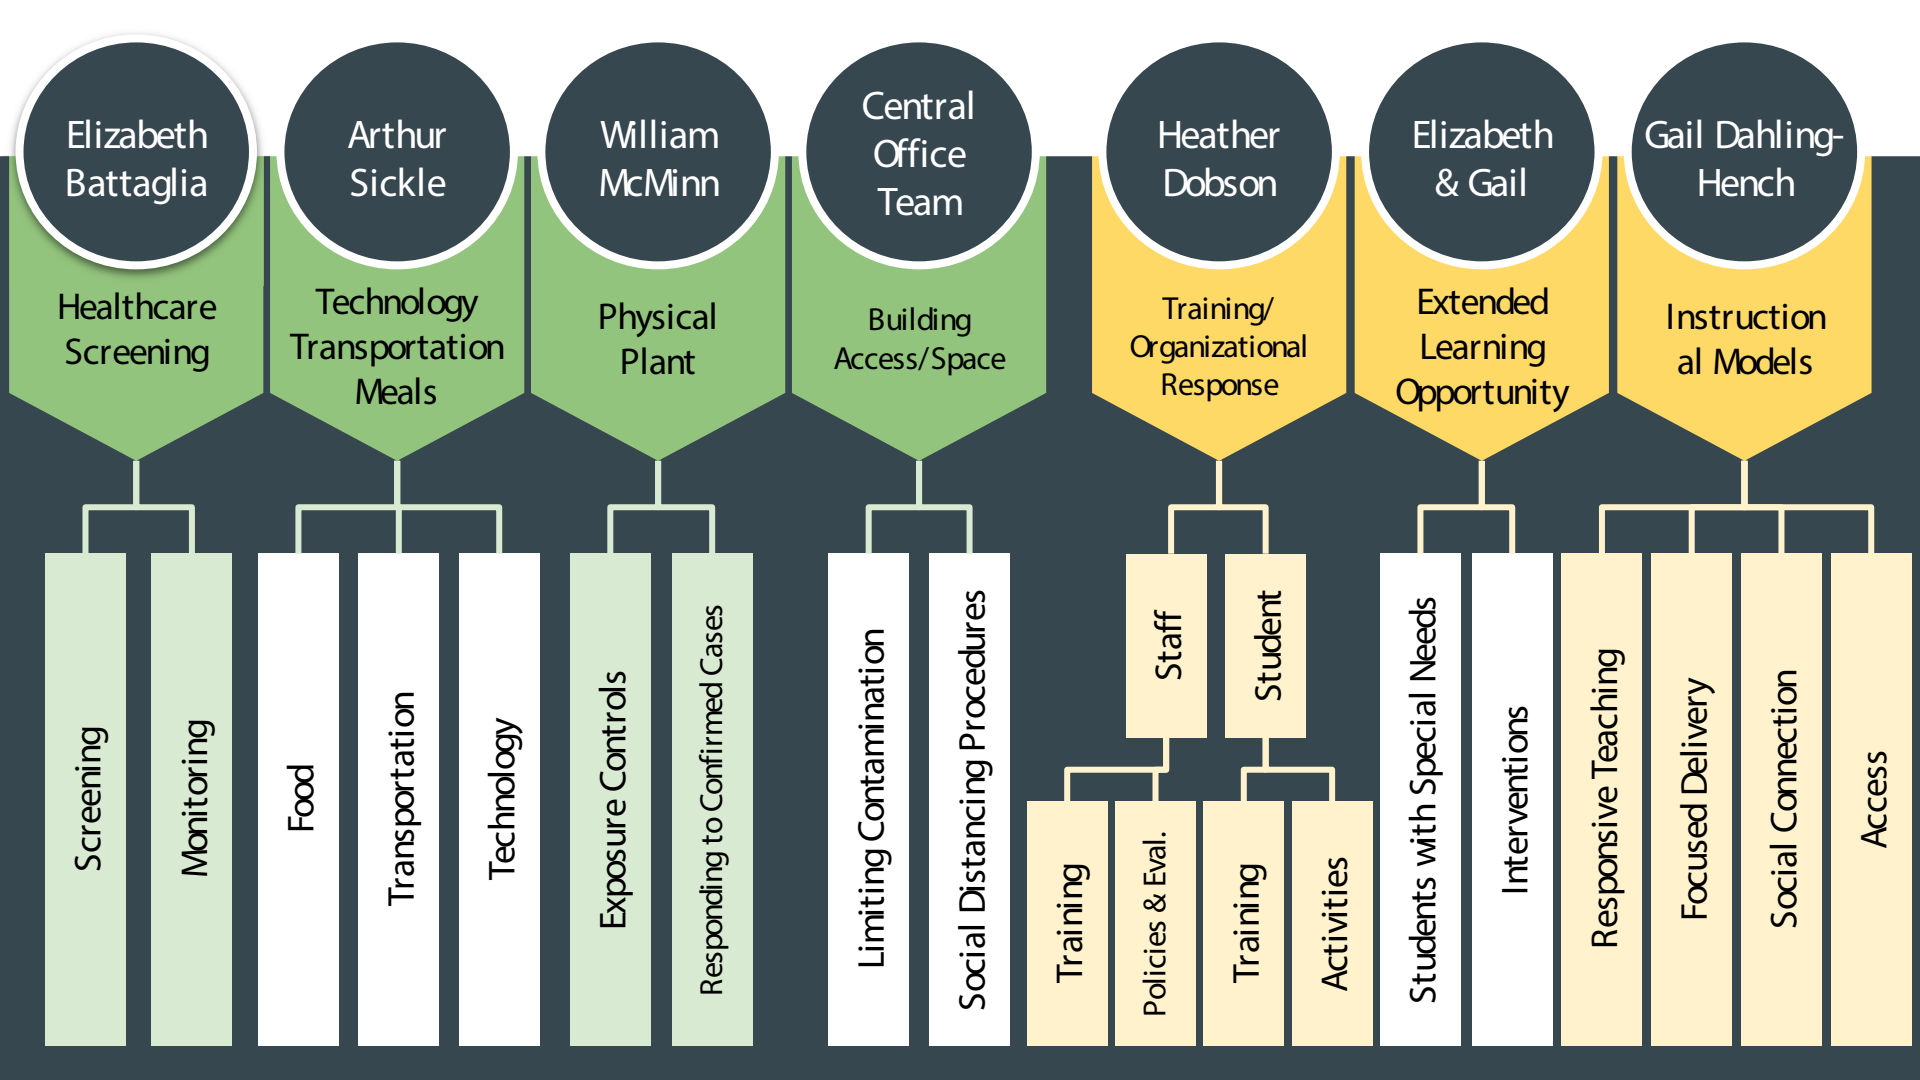 Elizabeth
Battaglia
Healthcare
Screening
Screening
Monitoring
Arthur
Sickle
Technology
Transportation
Meals
Food
Transportation
Technology
William
McMinn
Physical
Plant
Exposure Controls
Responding to Confirmed Cases
Central
Office
Team
Building
Access/Space
Limiting Contamination
Social Distancing Procedures
Heather
Dobson
Training/
Organizational
Response
Staff
Training
Policies & Eval.
Student
Training
Activities
Elizabeth
& Gail
Extended
Learning
Opportunity
Students with Special Needs
Interventions
Gail Dahling-
Hench
Instruction
al Models
Responsive Teaching
Focused Delivery
Social Connection
Access